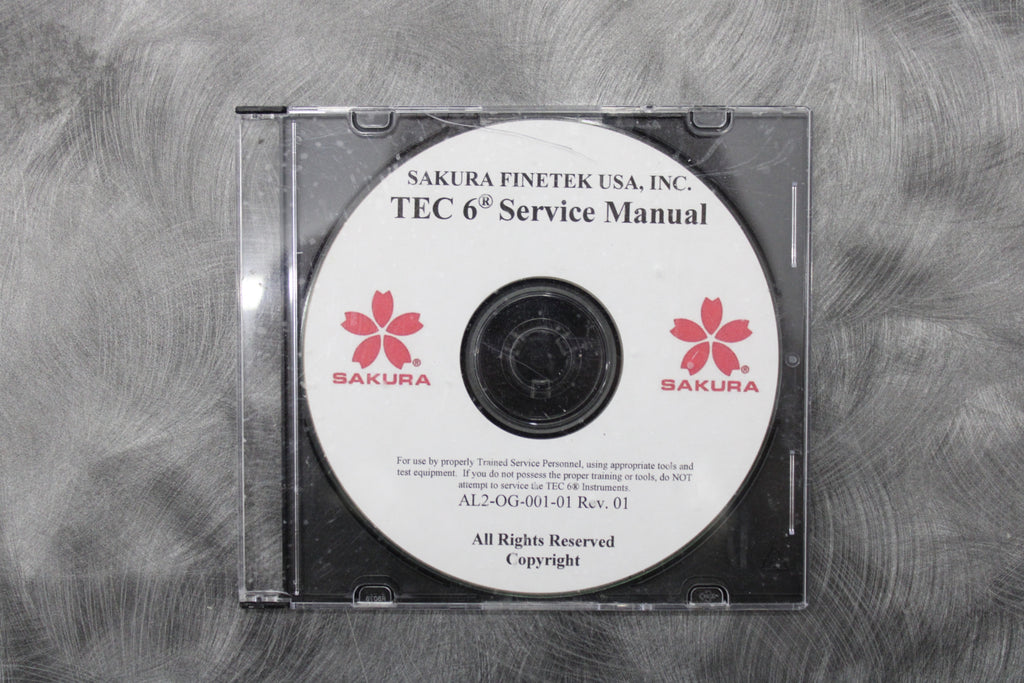 SAKURA FINETEK USA, INC.
TEC 6® Service Manual
SAKURA®
SAKURA®
For use by properly Trained Service Personnel, using appropriate tools and
test equipment. If you do not possess the proper training or tools, do NOT
attempt to service the TEC 6® Instruments.
AL2-OG-001-01 Rev. 01
All Rights Reserved
Copyright